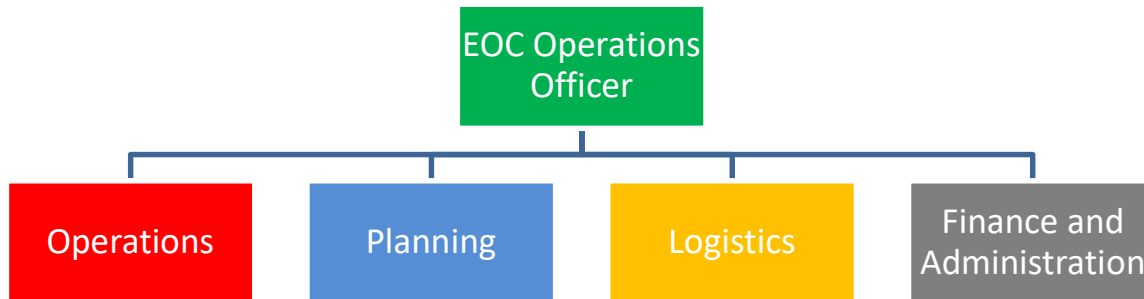 EOC Operations
Officer
Operations
Planning
Logistics
Finance and
Administration